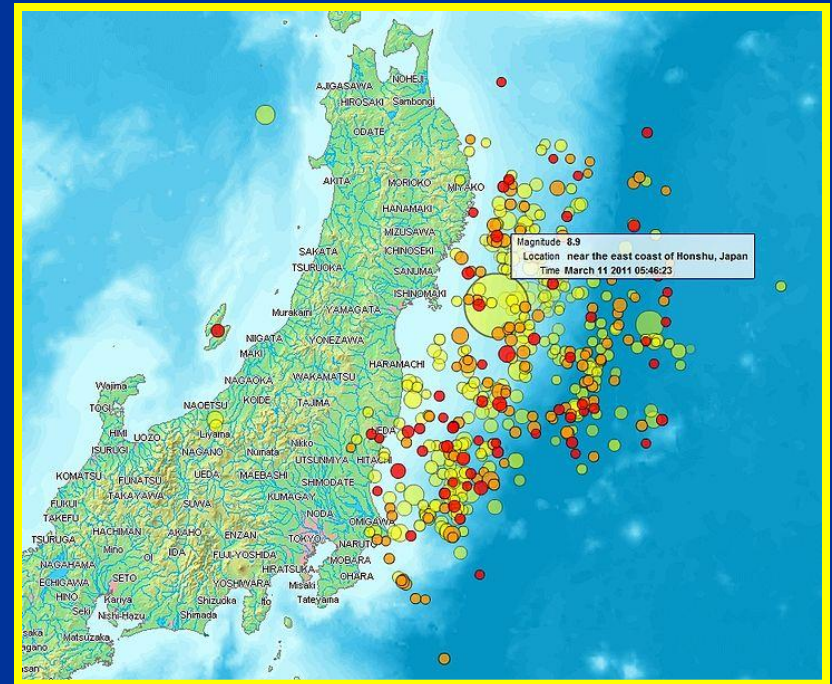 NOHEJI
AJIGASAWA
HIROSAKI
Sambongi
ODATE
AKITA
MORIOKO
MIYAKO
HANAMAKI
MIZUSAWA
Magnitude 8.9
Location near the east coast of Honshu, Japan
Time March 11 2011 05:46:23
SAKATA
ICHINOSEKI
TSURUOKA
SANUMA
ISHINOMAKI
Murakami
YAMAGATA
NIIGATA
YONEZAWA
MAKI
HARAMACHI
NAGAOKA
WAKAMATSU
Wajima
TOGI
NAOETSU
KOIDE
TAJIMA
HIMI
UOZO
Liyama
ISURUGI
NAGANO
Numata
Nikko
UTSUNMIYA
HITACHI
KOMATSU
FUNATSU
UEDA
MAEBASHI
SHIMODATE
TAKAYAWA
KUMAGAY
FUKUI
SUWA
TAKEFU
NODA
OMIGAWA
HACHIMAN
AKAHO
ENZAN
TOKYO
TSURUGA
Mino
OI
IDA
FUJI-YOSHIDA
NARUTO
NAGAHAMA
HIRATSUKA
MOBARA
ECHIGAWA
SETO
YOSHIWARA
Misaki
OHARA
HINO
Kariya
Shizuoka
Ito
Tateyama
Seki
Nishi-Hazu
Shimada
Matsuzaka